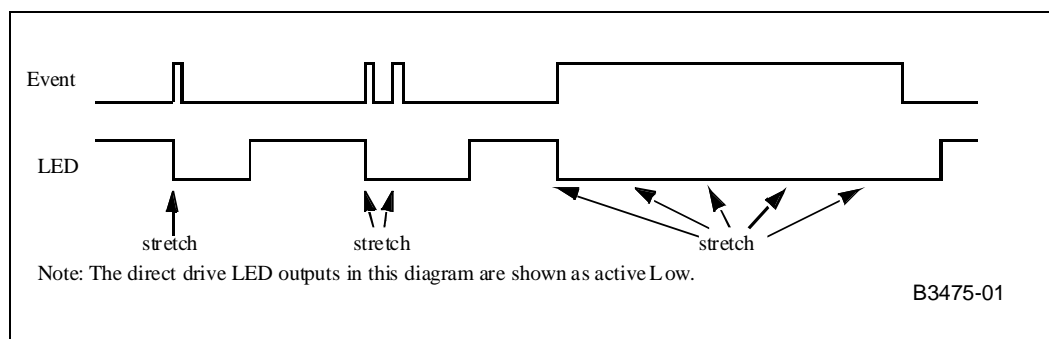 Event
LED
stretch stretch stretch
Note: The direct drive LED outputs in this diagram are shown as active Low.
B3475-01